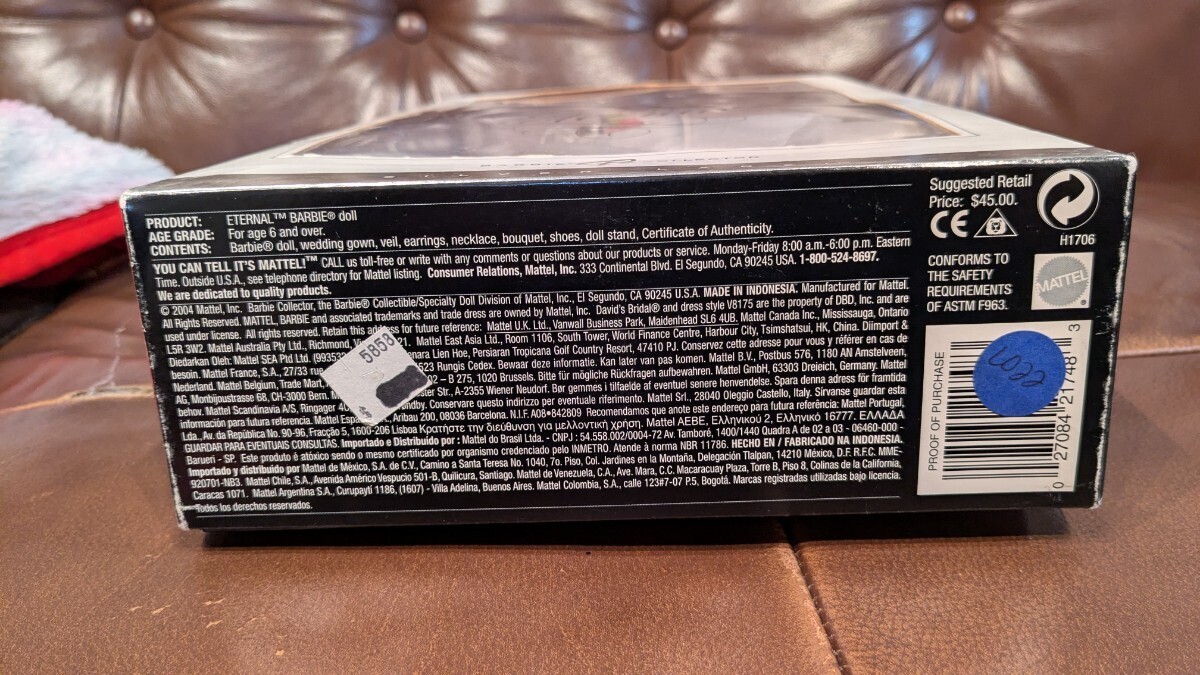 PRODUCT: ETERNAL™ BARBIE® doll
AGE GRADE: For age 6 and over.
CONTENTS: Barbie® doll, wedding gown, veil, earrings, necklace, bouquet, shoes, doll stand, Certificate of Authenticity.
YOU CAN TELL IT'S MATTEL!™ CALL us toll-free or write with any comments or questions about our products or service. Monday-Friday 8:00 a.m.-6:00 p.m. Eastern
Time. Outside U.S.A., see telephone directory for Mattel listing. Consumer Relations, Mattel, Inc. 333 Continental Blvd. El Segundo, CA 90245 USA. 1-800-524-8697.
We are dedicated to quality products.
© 2004 Mattel, Inc. Barbie Collector, the Barbie® Collectible/Specialty Doll Division of Mattel, Inc., El Segundo, CA 90245 U.S.A. MADE IN INDONESIA. Manufactured for Mattel.
All Rights Reserved. MATTEL, BARBIE and associated trademarks and trade dress are owned by Mattel, Inc. David's Bridal® and dress style V8175 are the property of DBD, Inc. and are
used under license. All rights reserved. Retain this address for future reference: Mattel U.K. Ltd., Vanwall Business Park, Maidenhead SL6 4UB. Mattel Canada Inc., Mississauga, Ontario
L5R 3W2. Mattel Australia Pty Ltd., Richmond, 21. Mattel East Asia Ltd., Room 1106, South Tower, World Finance Centre, Harbour City, Tsimshatsui, HK, China. Diimport &
Diedarkan Oleh: Mattel SEA Ptd Ltd. (99353 nara Lien Hoe, Persiaran Tropicana Golf Country Resort, 47410 PJ. Conservez cette adresse pour vous y référer en cas de
besoin. Mattel France, S.A., 27/33 rue 523 Rungis Cedex. Bewaar deze informatie. Kan later van pas komen. Mattel B.V., Postbus 576, 1180 AN Amstelveen,
Nederland. Mattel Belgium, Trade Mart, 02 – B 275, 1020 Brussels. Bitte für mögliche Rückfragen aufbewahren. Mattel GmbH, 63303 Dreieich, Germany. Mattel
AG, Monbijoustrasse 68, CH-3000 Bern. ster Str., A-2355 Wiener Neudorf. Bør gemmes i tilfælde af eventuel senere henvendelse. Spara denna adress för framtida
behov. Mattel Scandinavia A/S, Ringager 4 ndby. Conservare questo indirizzo per eventuale riferimento. Mattel Srl., 28040 Oleggio Castello, Italy. Sírvanse guardar esta
información para futura referencia. Mattel Aribau 200, 08036 Barcelona. N.I.F. A08•842809 Recomendamos que anote este endereço para futura referência: Mattel Portugal,
Lda., Av. da República No. 90-96, Fracção 5, 1600-206 Lisboa Κρατήστε την διεύθυνση για μελλοντική χρήση. Mattel AEBE, Ελληνικού 2, Ελληνικό 16777. ΕΛΛΑΔΑ
GUARDAR PARA EVENTUAIS CONSULTAS. Importado e Distribuido por: Mattel do Brasil Ltda. - CNPJ : 54.558.002/0004-72 Av. Tamboré, 1400/1440 Quadra A de 02 a 03 - 06460-000 -
Barueri - SP. Este produto é atóxico sendo o mesmo certificado por organismo credenciado pelo INMETRO. Atende à norma NBR 11786. HECHO EN / FABRICADO NA INDONESIA.
Importado y distribuido por Mattel de México, S.A. de C.V., Camino a Santa Teresa No. 1040, 7o. Piso, Col. Jardines en la Montaña, Delegación Tlalpan, 14210 México, D.F. R.F.C. MME-
920701-NB3. Mattel Chile, S.A., Avenida Américo Vespucio 501-B, Quilicura, Santiago. Mattel de Venezuela, C.A., Ave. Mara, C.C. Macaracuay Plaza, Torre B, Piso 8, Colinas de la California,
Caracas 1071. Mattel Argentina S.A., Curupaytí 1186, (1607) - Villa Adelina, Buenos Aires. Mattel Colombia, S.A., calle 123#7-07 P.5, Bogotá. Marcas registradas utilizadas bajo licencia.
Todos los derechos reservados.
5858
Suggested Retail
Price: $45.00.
CE
H1706
CONFORMS TO
THE SAFETY
REQUIREMENTS
OF ASTM F963.
MATTEL
PROOF OF PURCHASE
0 27084 21748 3